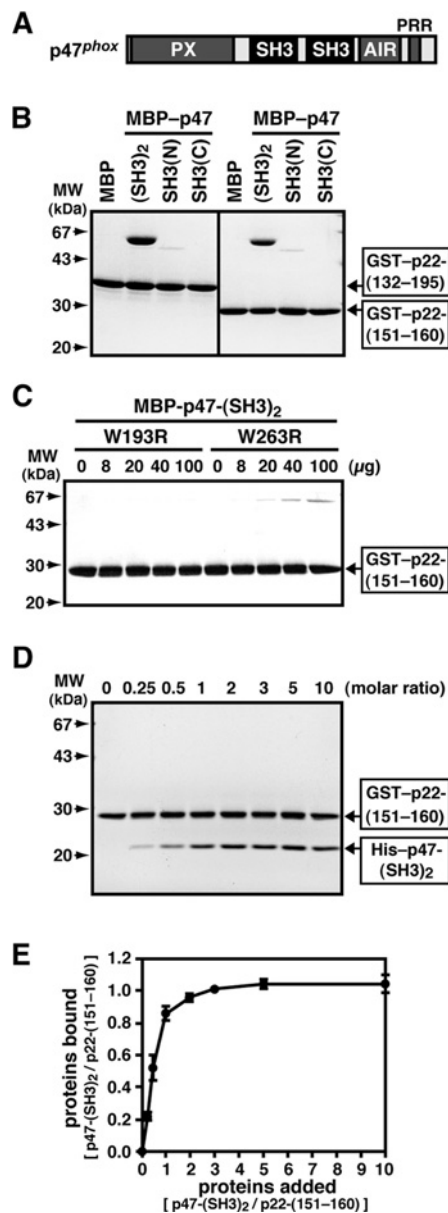 A
p47phox
PX
SH3
SH3
AIR
PRR
B
MBP–p47
MBP–p47
MBP
(SH3)2
SH3(N)
SH3(C)
MBP
(SH3)2
SH3(N)
SH3(C)
MW
(kDa)
67
43
30
20
GST–p22-
(132–195)
GST–p22-
(151–160)
C
MBP-p47-(SH3)2
W193R
W263R
MW
(kDa)
0 8 20 40 100 0 8 20 40 100 (µg)
67
43
30
20
GST–p22-
(151–160)
D
MW
(kDa)
0 0.25 0.5 1 2 3 5 10 (molar ratio)
67
43
30
20
GST–p22-
(151–160)
His–p47-
(SH3)2
E
proteins bound
[ p47-(SH3)2 / p22-(151–160) ]
1.2
1.0
0.8
0.6
0.4
0.2
0.0
0 1 2 3 4 5 6 7 8 9 10
proteins added
[ p47-(SH3)2 / p22-(151–160) ]